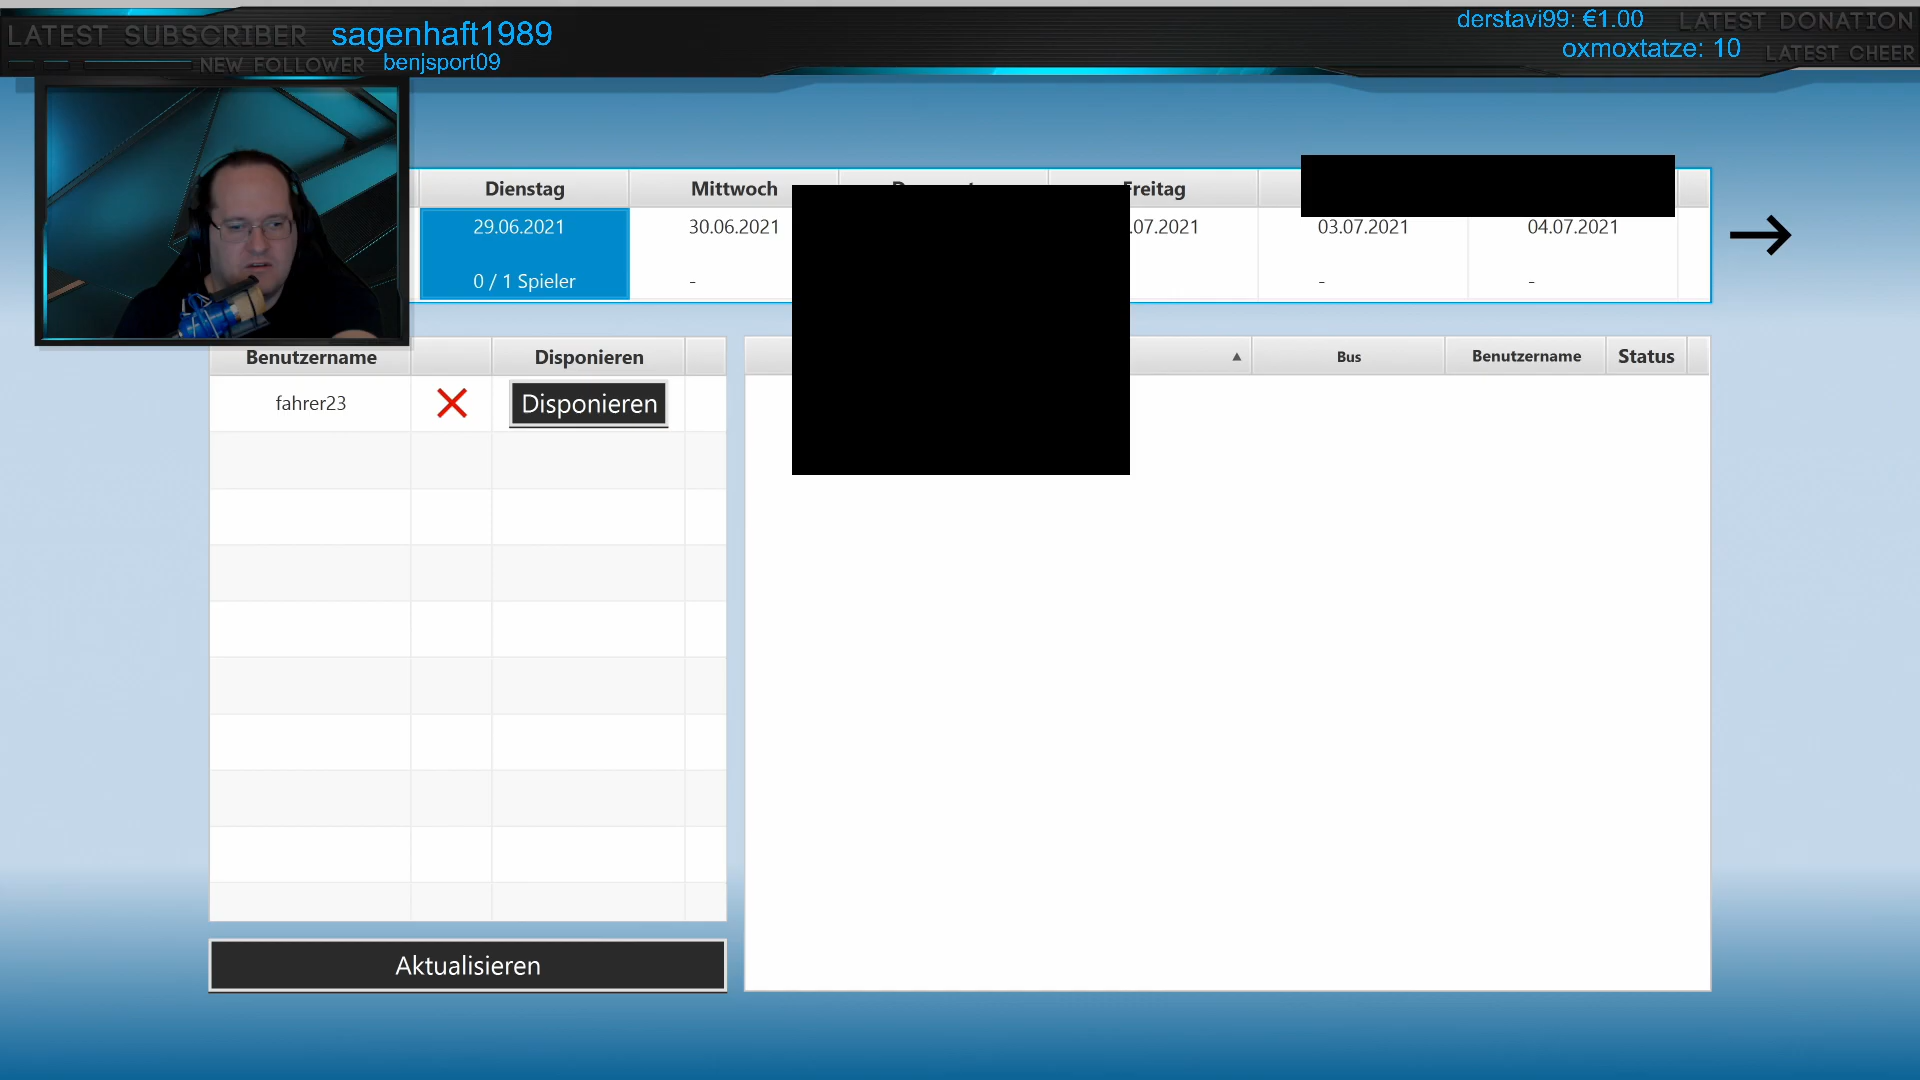 LATEST SUBSCRIBER sagenhaft1989
NEW FOLLOWER benjsport09
derstavi99: €1.00 LATEST DONATION
oxmoxtatze: 10 LATEST CHEER
Dienstag Mittwoch Freitag
29.06.2021 30.06.2021 .07.2021 03.07.2021 04.07.2021
0 / 1 Spieler - - -
Benutzername Disponieren
fahrer23 Disponieren
Bus Benutzername Status
Aktualisieren